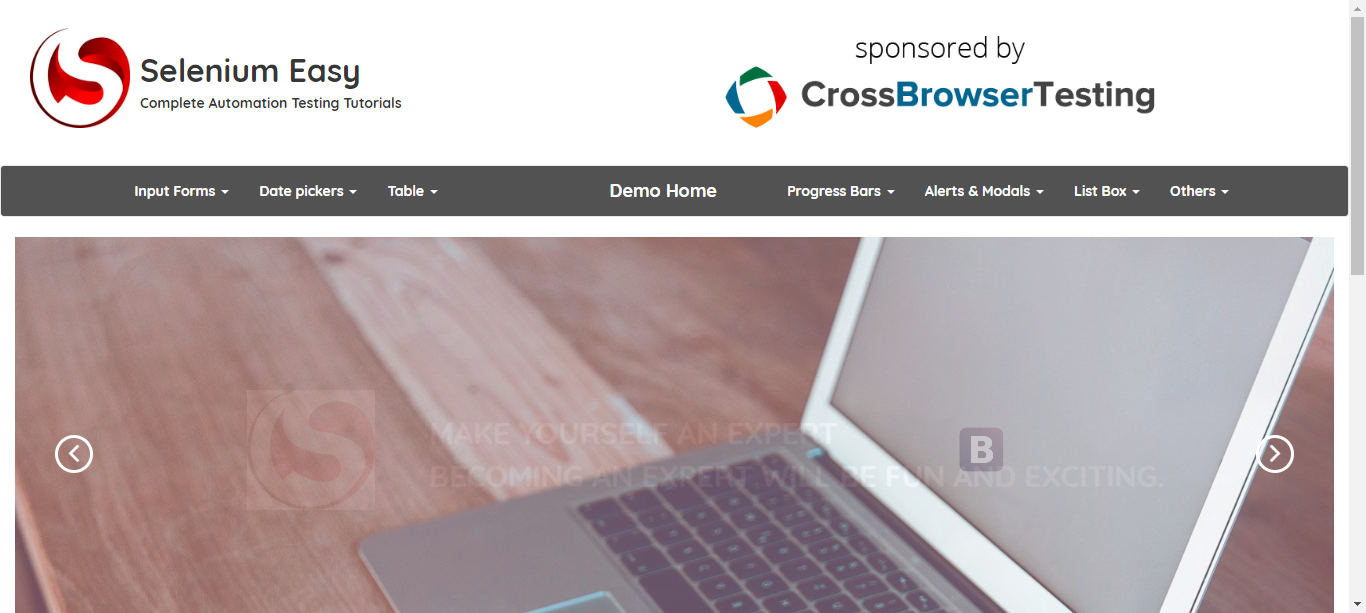 Selenium Easy
Complete Automation Testing Tutorials
sponsored by
CrossBrowserTesting
Input Forms Date pickers Table Demo Home Progress Bars Alerts & Modals List Box Others
MAKE YOURSELF AN EXPERT
B
BECOMING AN EXPERT WILL BE FUN AND EXCITING.